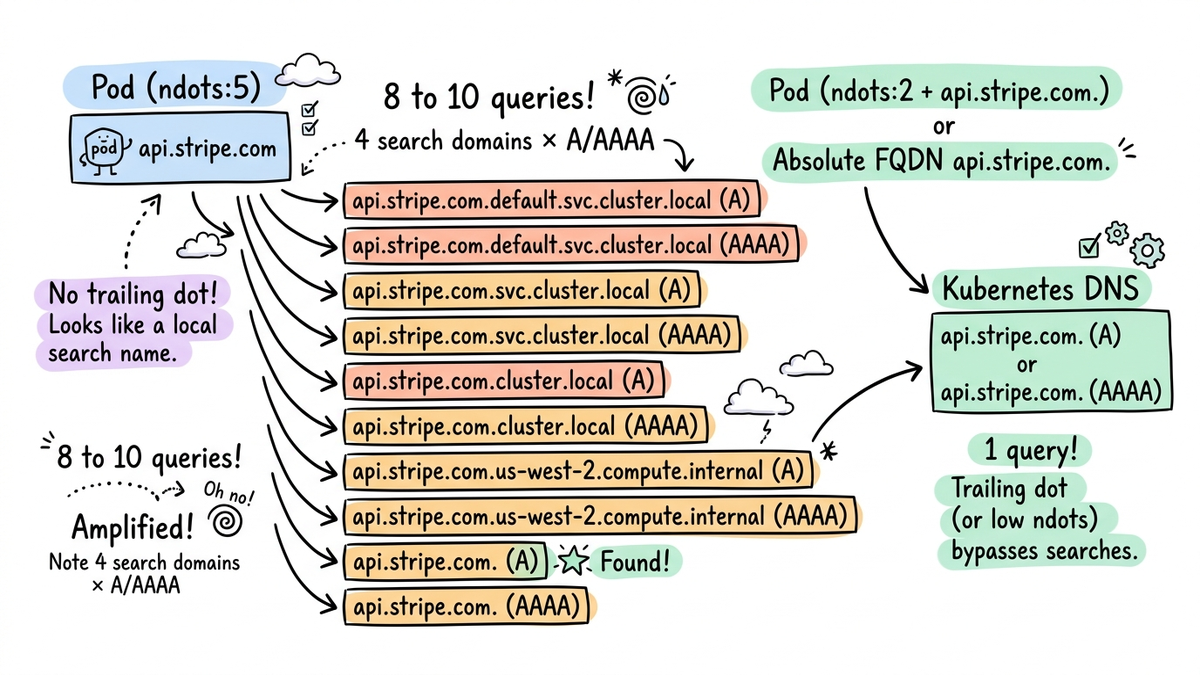 Pod (ndots:5)
pod
api.stripe.com
8 to 10 queries!
4 search domains × A/AAAA
No trailing dot!
Looks like a local
search name.
8 to 10 queries!
Oh no!
Amplified!
Note 4 search domains
× A/AAAA
api.stripe.com.default.svc.cluster.local (A)
api.stripe.com.default.svc.cluster.local (AAAA)
api.stripe.com.svc.cluster.local (A)
api.stripe.com.svc.cluster.local (AAAA)
api.stripe.com.cluster.local (A)
api.stripe.com.cluster.local (AAAA)
api.stripe.com.us-west-2.compute.internal (A)
*
api.stripe.com.us-west-2.compute.internal (AAAA)
api.stripe.com. (A)
Found!
api.stripe.com. (AAAA)
Pod (ndots:2 + api.stripe.com.)
or
Absolute FQDN api.stripe.com.
Kubernetes DNS
api.stripe.com. (A)
or
api.stripe.com. (AAAA)
1 query!
Trailing dot
(or low ndots)
bypasses searches.